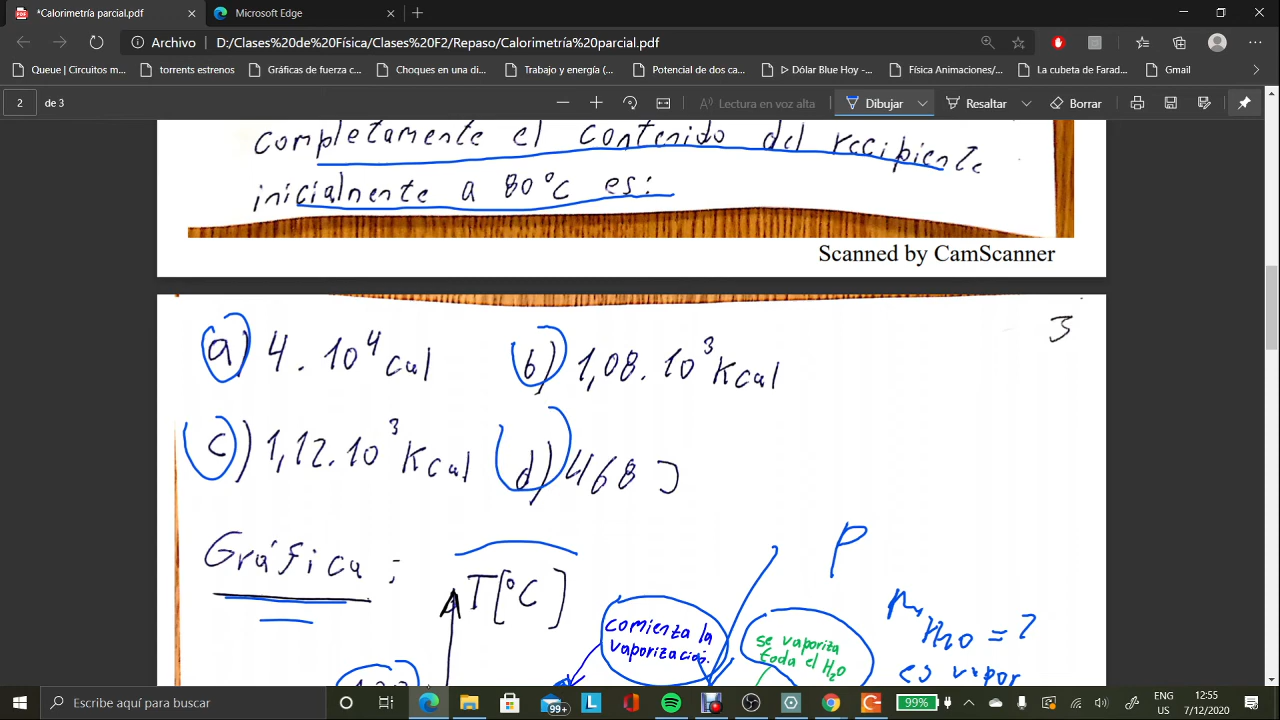 *Calorimetría parcial.pdf
Microsoft Edge
Archivo D:/Clases%20de%20Física/Clases%20F2/Repaso/Calorimetría%20parcial.pdf
Queue | Circuitos m...
torrents estrenos
Gráficas de fuerza c...
Choques en una di...
Trabajo y energía (...
Potencial de dos ca...
▷ Dólar Blue Hoy -...
Física Animaciones/...
La cubeta de Farad...
Gmail
2 de 3
Lectura en voz alta
Dibujar
Resaltar
Borrar
completamente el contenido del recipiente
inicialmente a 80°C es:
Scanned by CamScanner
3
a) 4.10⁴ cal b) 1,08.10³ Kcal
c) 1,12.10³ Kcal d) 468 J
Gráfica:
T[°C]
P
comienza la
vaporización.
se vaporiza
toda el H₂O
H₂O = ?
es vapor
Escribe aquí para buscar
99+
99%
ENG
US
12:55
7/12/2020